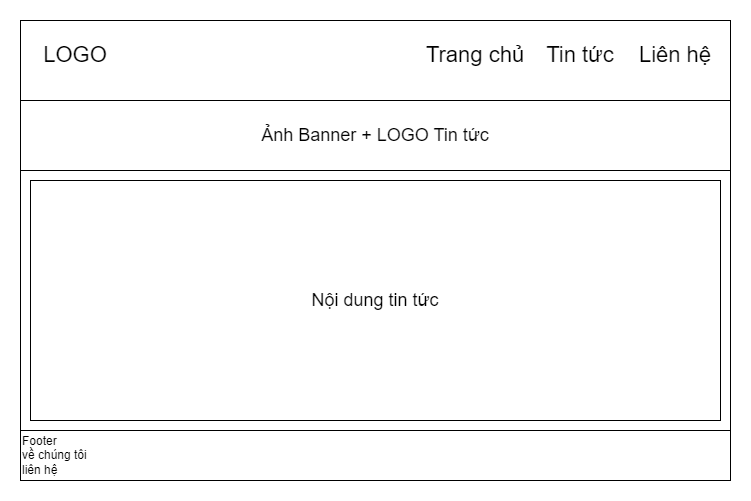 LOGO
Trang chủ
Tin tức
Liên hệ
Ảnh Banner + LOGO Tin tức
Nội dung tin tức
Footer
về chúng tôi
liên hệ